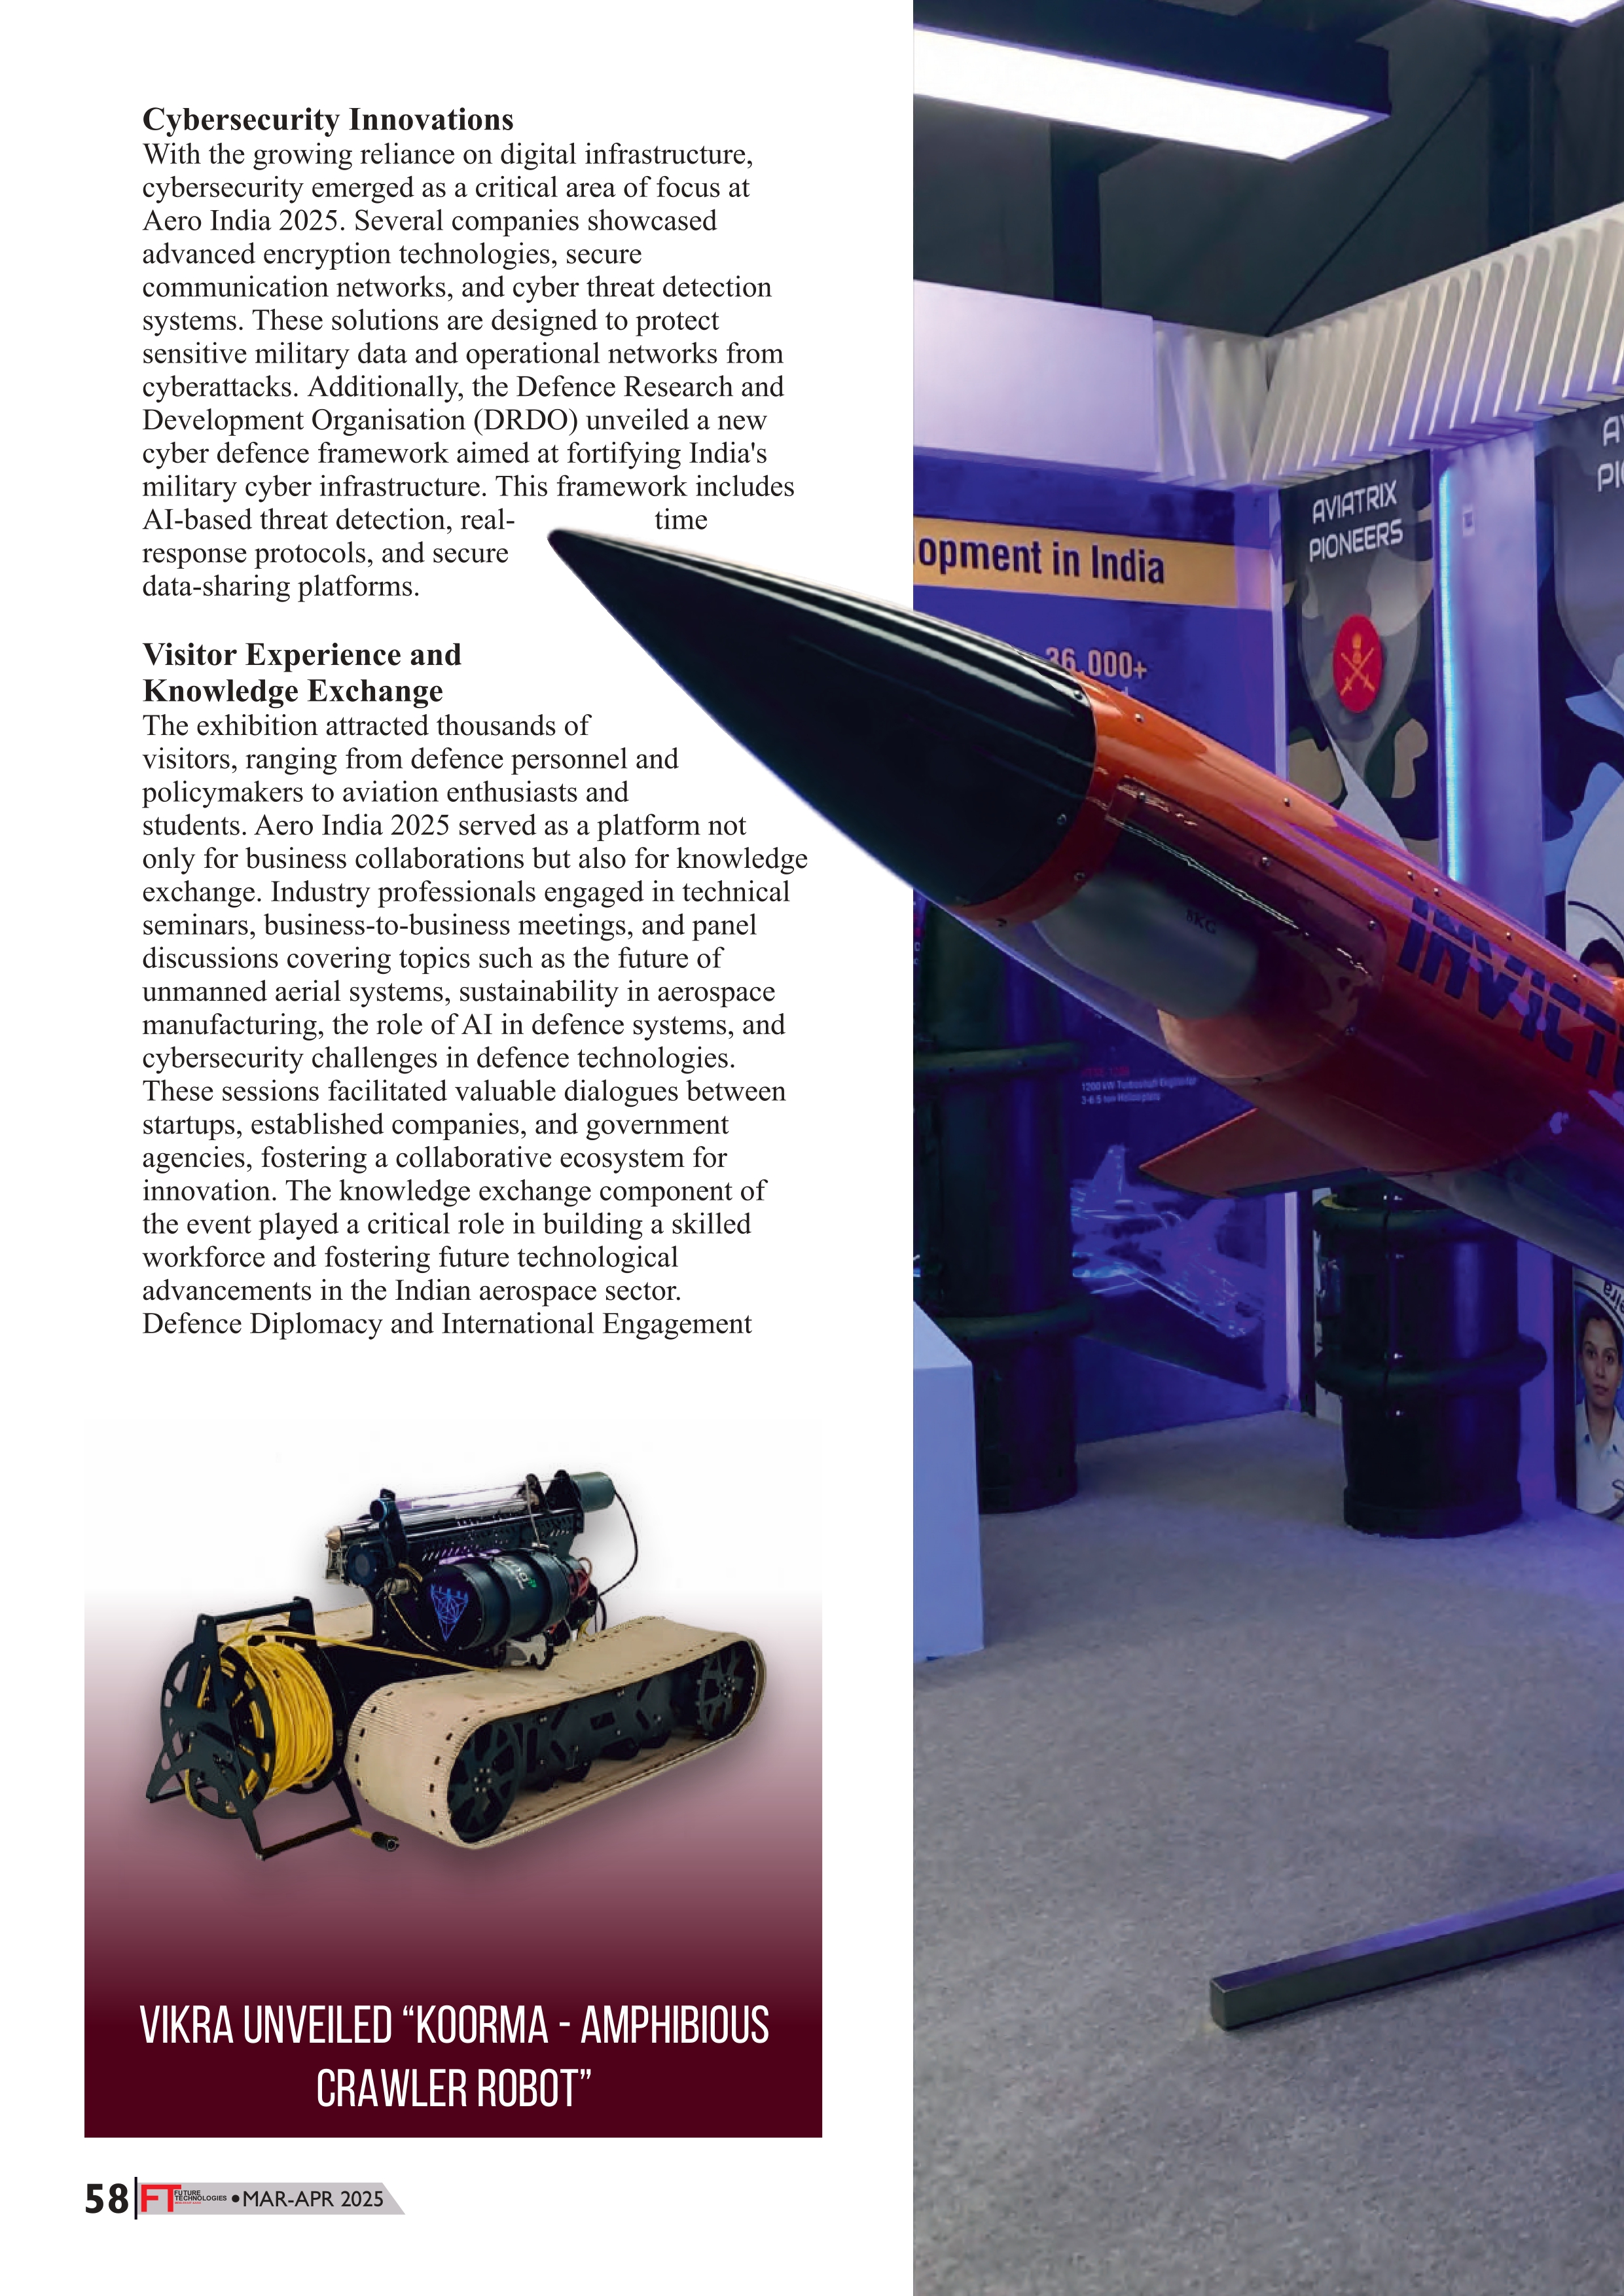 Cybersecurity Innovations
With the growing reliance on digital infrastructure,
cybersecurity emerged as a critical area of focus at
Aero India 2025. Several companies showcased
advanced encryption technologies, secure
communication networks, and cyber threat detection
systems. These solutions are designed to protect
sensitive military data and operational networks from
cyberattacks. Additionally, the Defence Research and
Development Organisation (DRDO) unveiled a new
cyber defence framework aimed at fortifying India's
military cyber infrastructure. This framework includes
AI-based threat detection, real- time
response protocols, and secure
data-sharing platforms.
Visitor Experience and
Knowledge Exchange
The exhibition attracted thousands of
visitors, ranging from defence personnel and
policymakers to aviation enthusiasts and
students. Aero India 2025 served as a platform not
only for business collaborations but also for knowledge
exchange. Industry professionals engaged in technical
seminars, business-to-business meetings, and panel
discussions covering topics such as the future of
unmanned aerial systems, sustainability in aerospace
manufacturing, the role of AI in defence systems, and
cybersecurity challenges in defence technologies.
These sessions facilitated valuable dialogues between
startups, established companies, and government
agencies, fostering a collaborative ecosystem for
innovation. The knowledge exchange component of
the event played a critical role in building a skilled
workforce and fostering future technological
advancements in the Indian aerospace sector.
Defence Diplomacy and International Engagement
VIKRA UNVEILED “KOORMA - AMPHIBIOUS
CRAWLER ROBOT”
58 FT FUTURE TECHNOLOGIES • MAR-APR 2025
opment in India
36,000+
AVIATRIX
PIONEERS
A
PI
8KG
INVICT
1200 kW Turboshaft Engine for